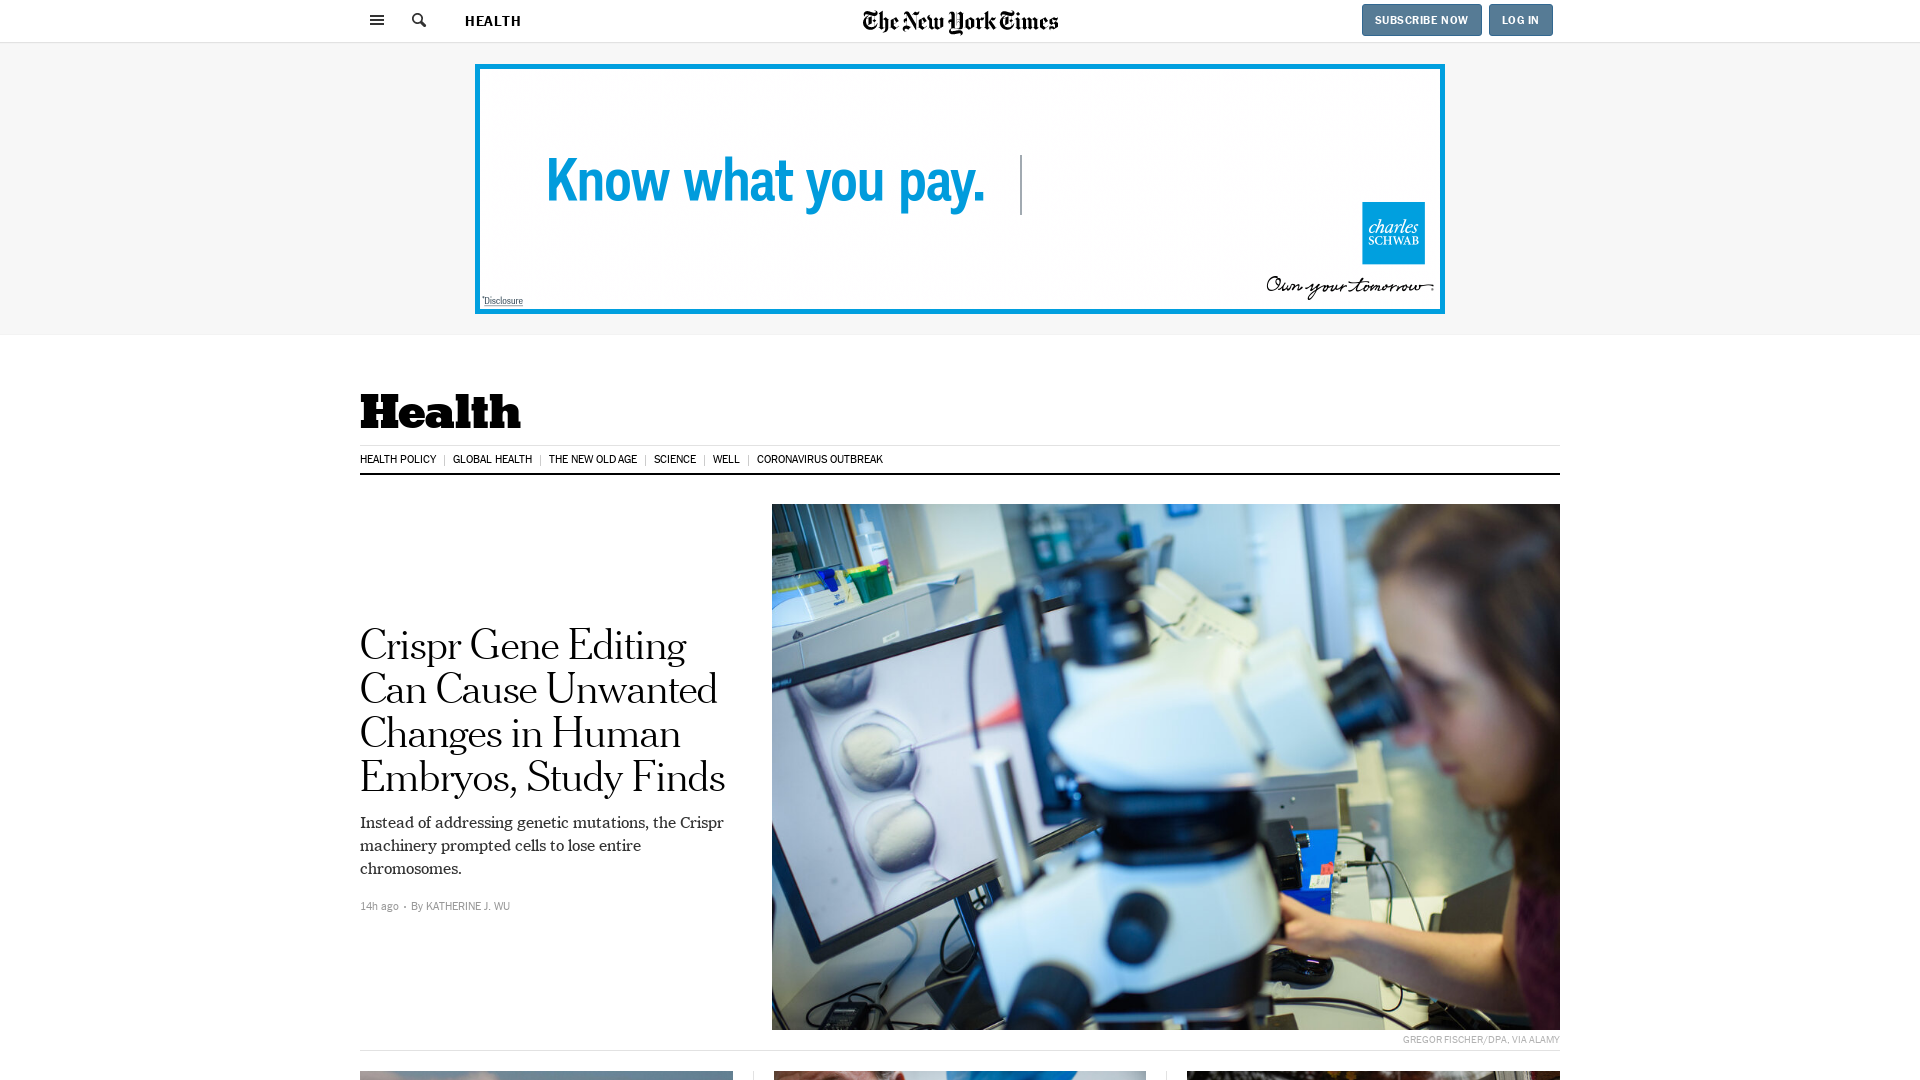 HEALTH
The New York Times
SUBSCRIBE NOW
LOG IN
Know what you pay.
charles
SCHWAB
Own your tomorrow.
*Disclosure
Health
HEALTH POLICY
GLOBAL HEALTH
THE NEW OLD AGE
SCIENCE
WELL
CORONAVIRUS OUTBREAK
Crispr Gene Editing
Can Cause Unwanted
Changes in Human
Embryos, Study Finds
Instead of addressing genetic mutations, the Crispr
machinery prompted cells to lose entire
chromosomes.
14h ago • By KATHERINE J. WU
GREGOR FISCHER/DPA, VIA ALAMY